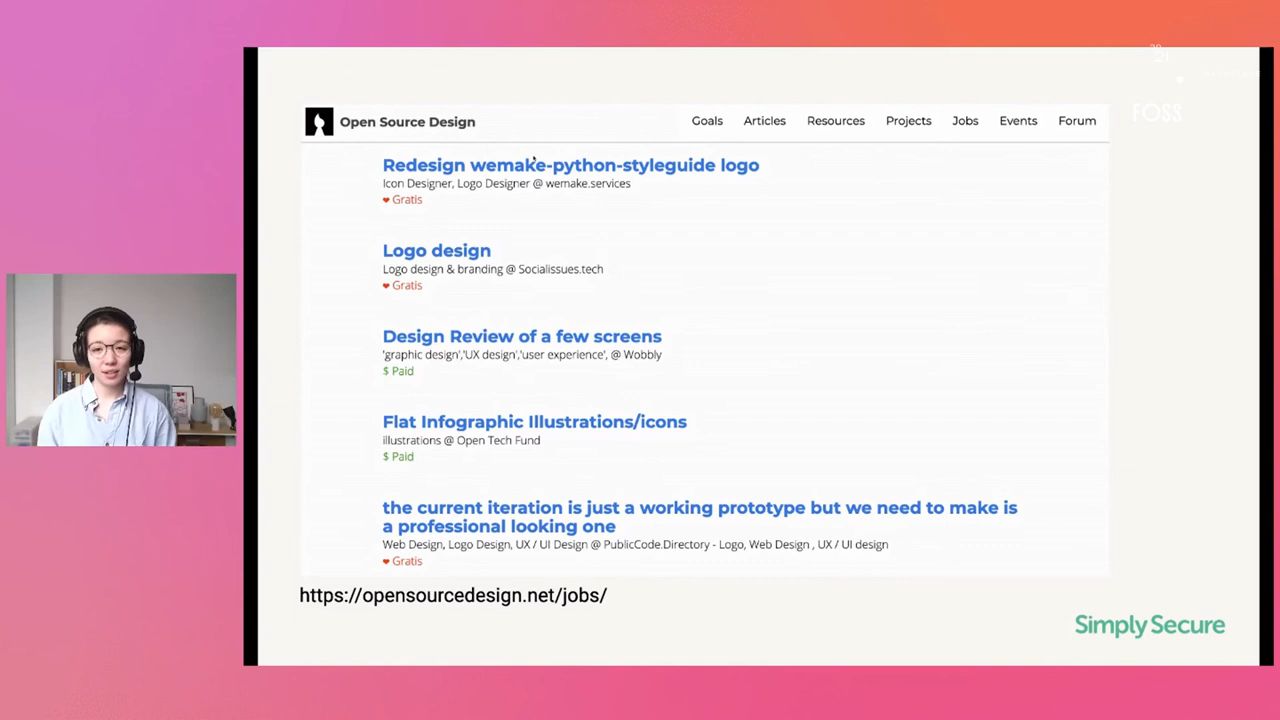 20
21
FOSS
Open Source Design
Goals Articles Resources Projects Jobs Events Forum
Redesign wemake-python-styleguide logo
Icon Designer, Logo Designer @ wemake.services
❤ Gratis
Logo design
Logo design & branding @ Socialissues.tech
❤ Gratis
Design Review of a few screens
'graphic design','UX design','user experience', @ Wobbly
$ Paid
Flat Infographic Illustrations/icons
illustrations @ Open Tech Fund
$ Paid
the current iteration is just a working prototype but we need to make is
a professional looking one
Web Design, Logo Design, UX / UI Design @ PublicCode.Directory - Logo, Web Design , UX / UI design
❤ Gratis
https://opensourcedesign.net/jobs/
Simply Secure